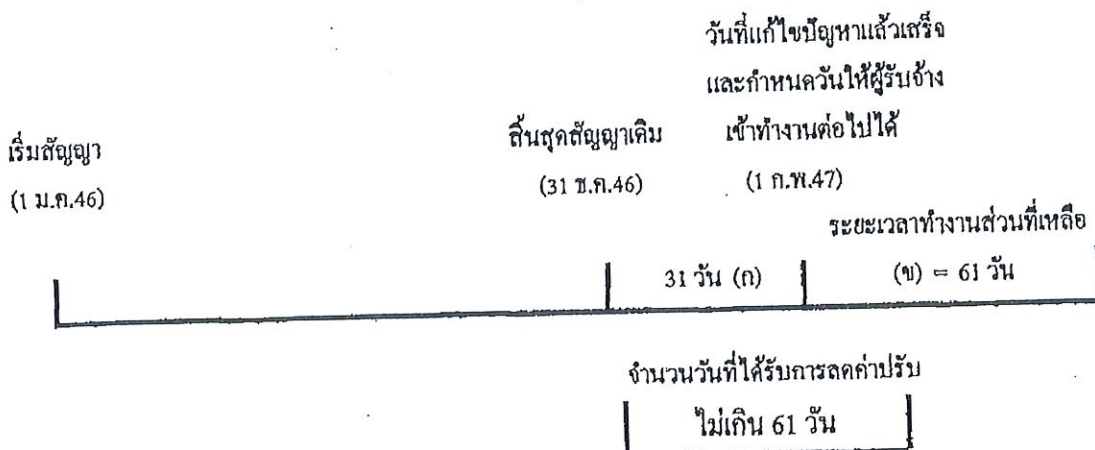 วันที่แก้ไขปัญหาแล้วเสร็จ
และกำหนดวันให้ผู้รับจ้าง
เข้าทำงานต่อไปได้
(1 ก.พ.47)
เริ่มสัญญา
(1 ม.ค.46)
สิ้นสุดสัญญาเดิม
(31 ธ.ค.46)
ระยะเวลาทำงานส่วนที่เหลือ
31 วัน (ก)
(ข) = 61 วัน
จำนวนวันที่ได้รับการลดค่าปรับ
ไม่เกิน 61 วัน